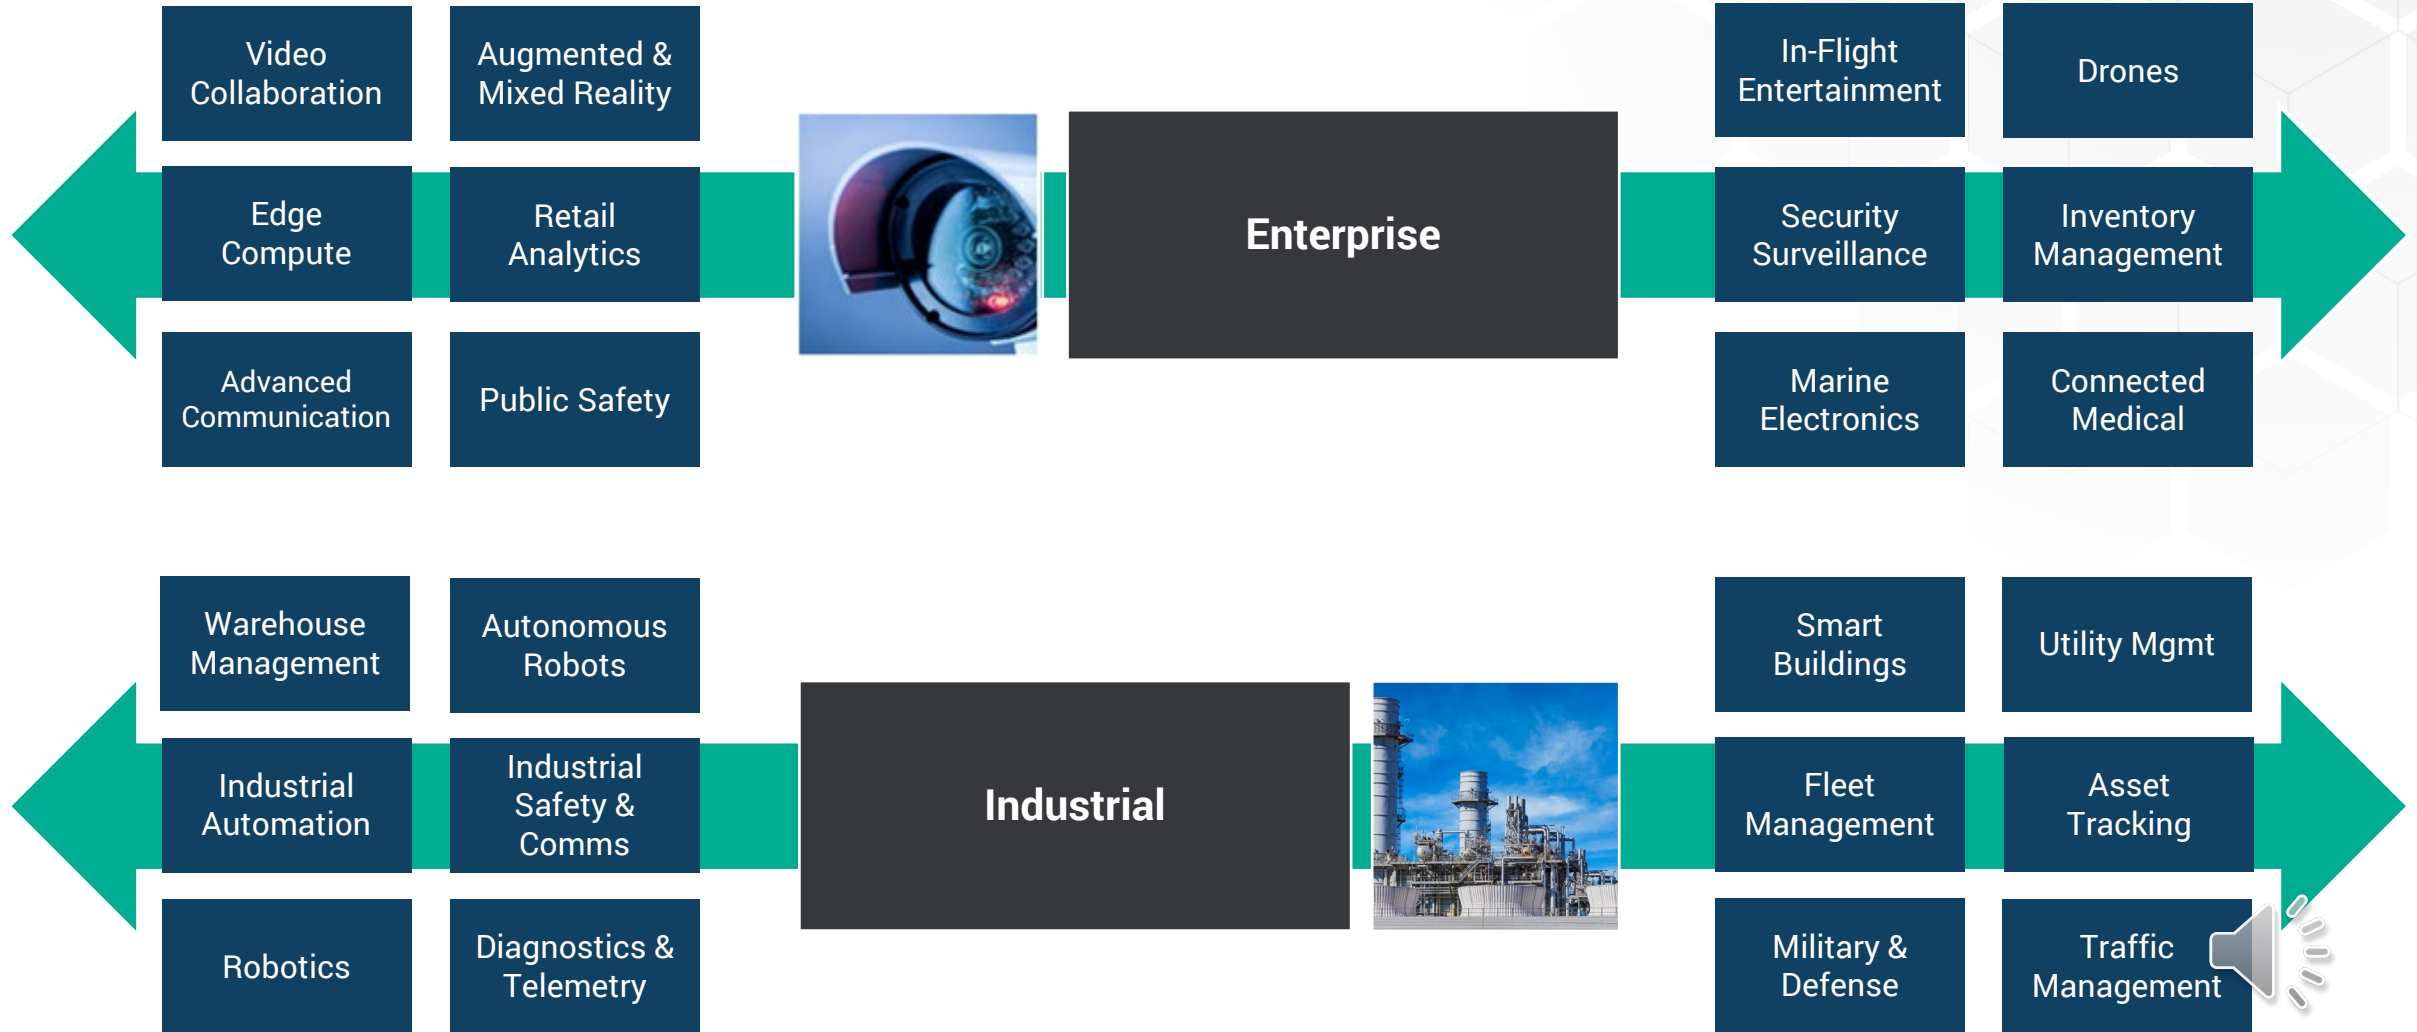 Video
Collaboration
Augmented &
Mixed Reality
In-Flight
Entertainment
Drones
Edge
Compute
Retail
Analytics
Enterprise
Security
Surveillance
Inventory
Management
Advanced
Communication
Public Safety
Marine
Electronics
Connected
Medical
Warehouse
Management
Autonomous
Robots
Smart
Buildings
Utility Mgmt
Industrial
Automation
Industrial
Safety &
Comms
Industrial
Fleet
Management
Asset
Tracking
Robotics
Diagnostics &
Telemetry
Military &
Defense
Traffic
Management